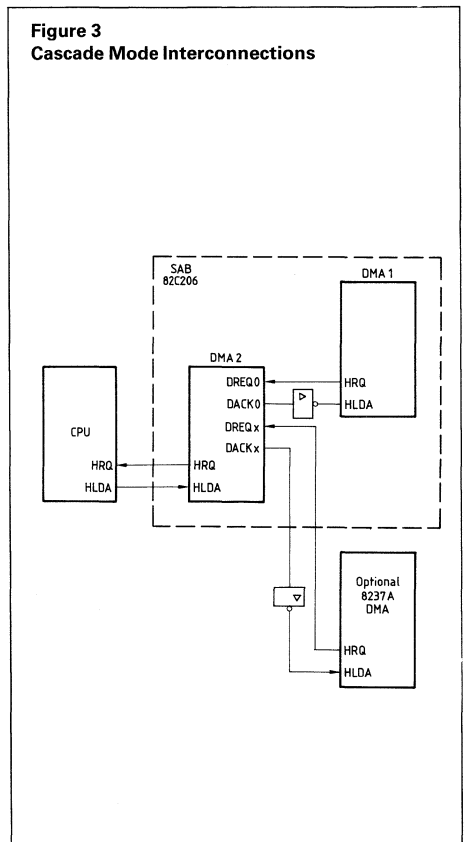 Figure 3
Cascade Mode Interconnections
SAB
82C206
DMA 1
DMA 2
DREQ0
HRQ
DACK0
HLDA
CPU
DREQx
DACKx
HRQ
HRQ
HLDA
HLDA
Optional
8237A
DMA
HRQ
HLDA